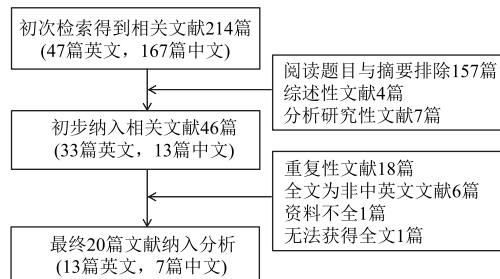 初次检索得到相关文献214篇
(47篇英文，167篇中文)
阅读题目与摘要排除157篇
综述性文献4篇
分析研究性文献7篇
初步纳入相关文献46篇
(33篇英文，13篇中文)
重复性文献18篇
全文为非中英文文献6篇
资料不全1篇
无法获得全文1篇
最终20篇文献纳入分析
(13篇英文，7篇中文)